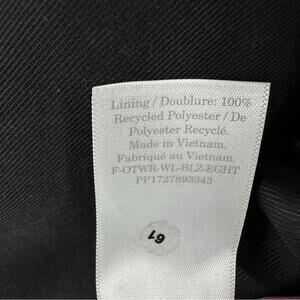 Lining / Doublure: 100%
Recycled Polyester / De
Polyester Recyclé.
Made in Vietnam.
Fabriqué au Vietnam.
F-OTWR-WL-BLZ-EGHT
PP1727893343
61